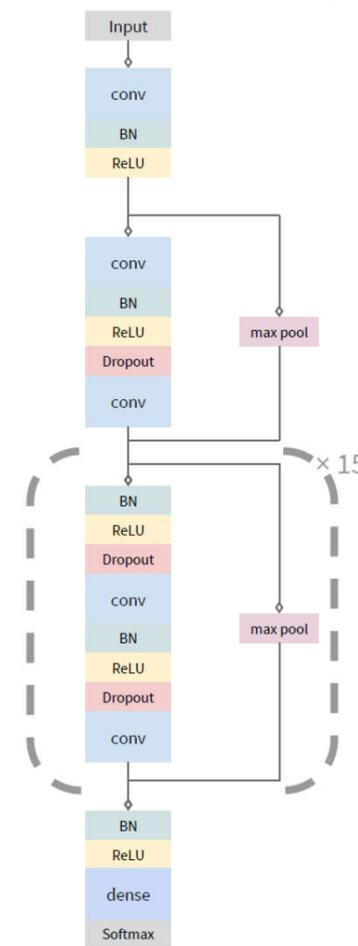 Input
conv
BN
ReLU
conv
BN
ReLU
Dropout
conv
max pool
× 15
BN
ReLU
Dropout
conv
BN
ReLU
Dropout
conv
max pool
BN
ReLU
dense
Softmax